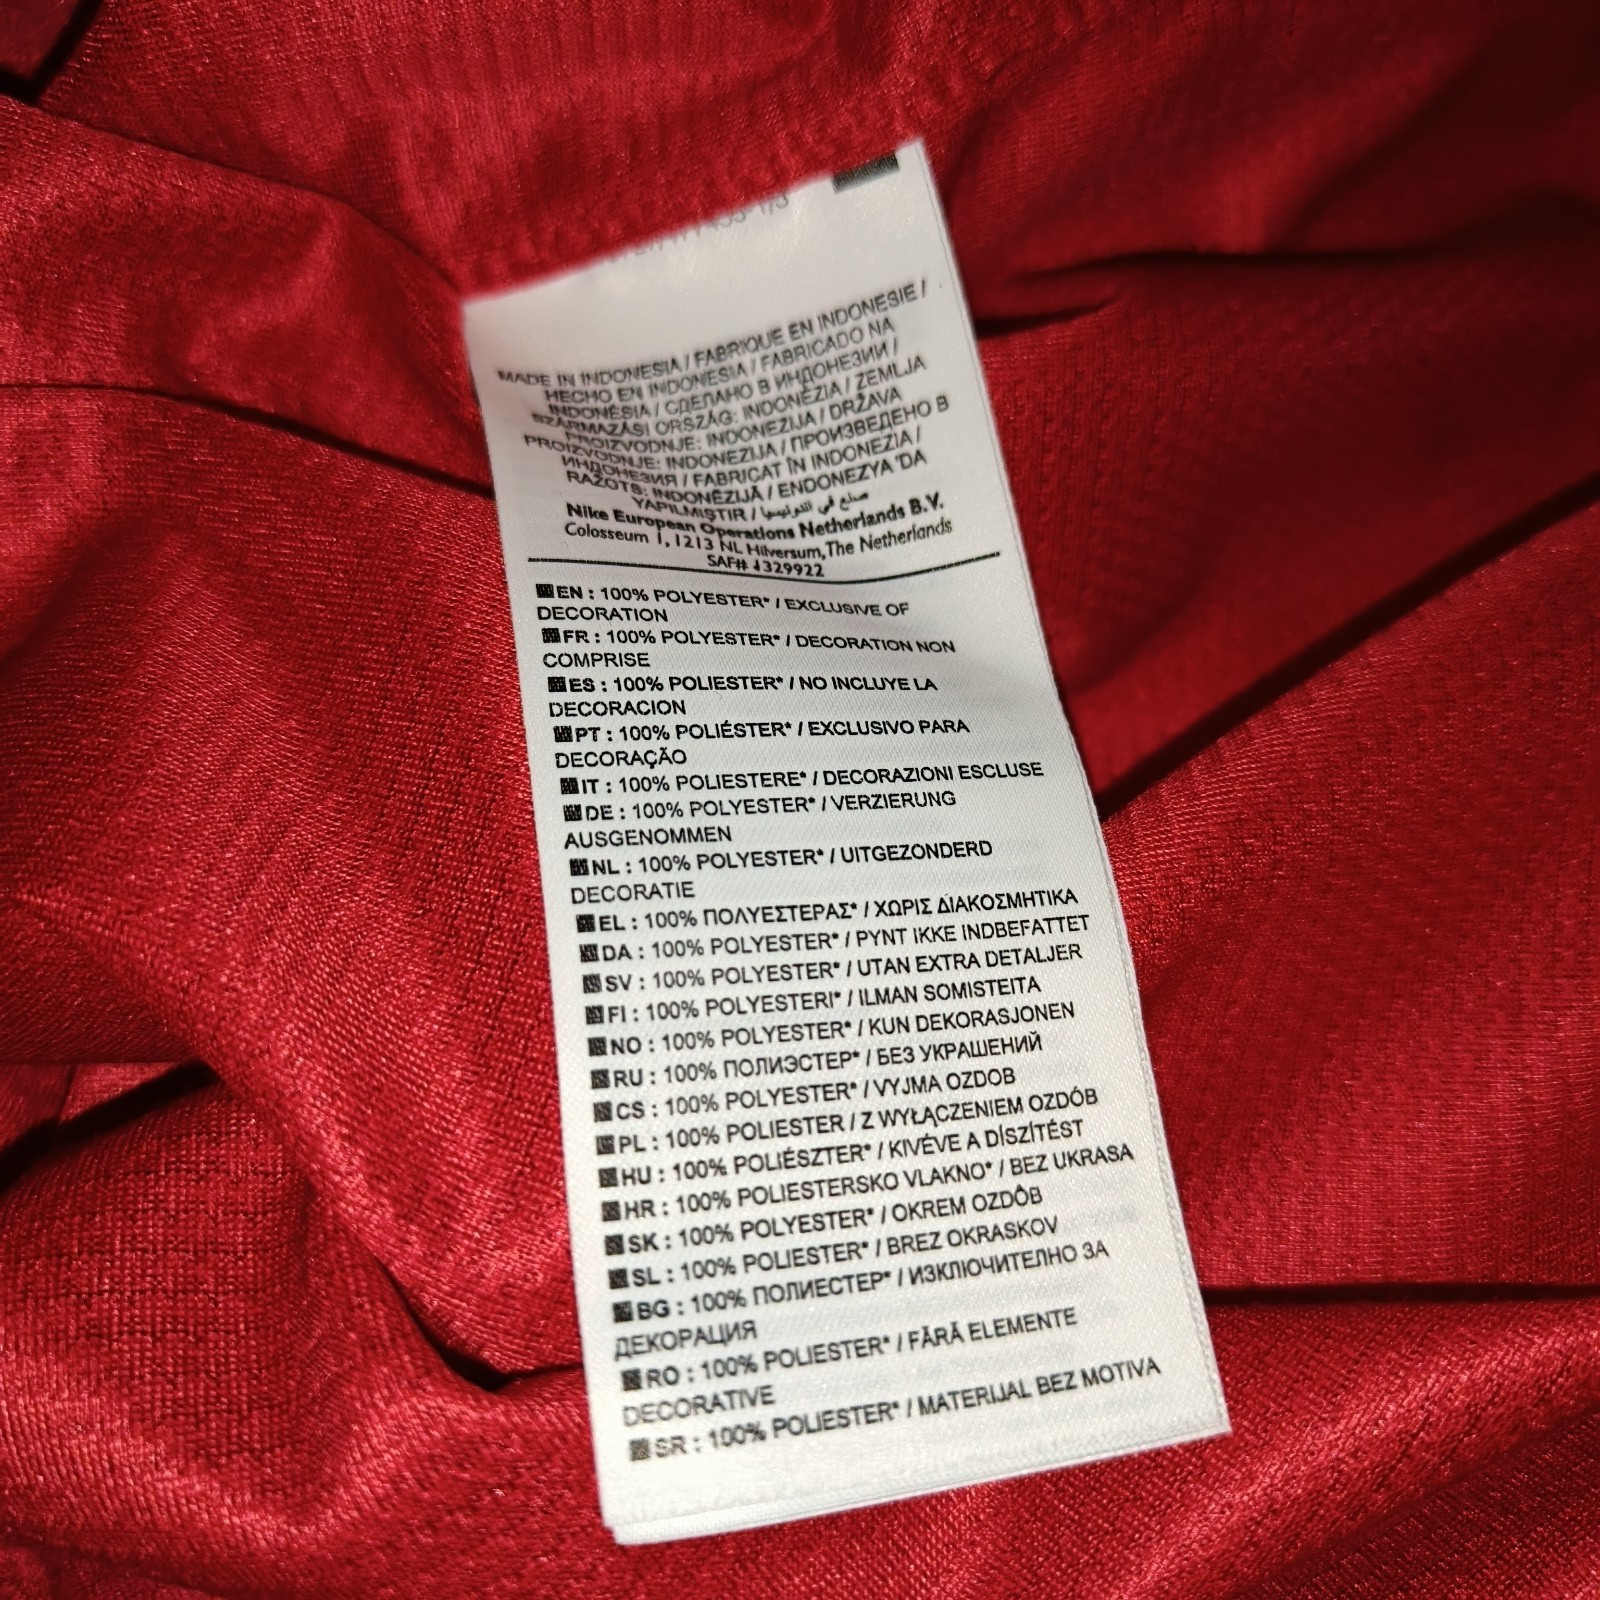 MADE IN INDONESIA / FABRIQUE EN INDONESIE /
HECHO EN INDONESIA / FABRICADO NA
INDONÉSIA / СДЕЛАНО В ИНДОНЕЗИИ /
SZÁRMAZÁSI ORSZÁG: INDONÉZIA / ZEMLJA
PROIZVODNJE: INDONEZIJA / DRŽAVA
PROIZVODNJE: INDONEZIJA / ПРОИЗВЕДЕНО В
ИНДОНЕЗИЯ / FABRICAT ÎN INDONEZIA /
RAŽOTS: INDONĒZIJĀ / ENDONEZYA 'DA
YAPILMIŞTIR / صنع في اندونيسيا
Nike European Operations Netherlands B.V.
Colosseum 1, 1213 NL Hilversum, The Netherlands
SAF# 1329922
EN : 100% POLYESTER* / EXCLUSIVE OF
DECORATION
FR : 100% POLYESTER* / DECORATION NON
COMPRISE
ES : 100% POLIESTER* / NO INCLUYE LA
DECORACION
PT : 100% POLIÉSTER* / EXCLUSIVO PARA
DECORAÇÃO
IT : 100% POLIESTERE* / DECORAZIONI ESCLUSE
DE : 100% POLYESTER* / VERZIERUNG
AUSGENOMMEN
NL : 100% POLYESTER* / UITGEZONDERD
DECORATIE
EL : 100% ΠΟΛΥΕΣΤΕΡΑΣ* / ΧΩΡΙΣ ΔΙΑΚΟΣΜΗΤΙΚΑ
DA : 100% POLYESTER* / PYNT IKKE INDBEFATTET
SV : 100% POLYESTER* / UTAN EXTRA DETALJER
FI : 100% POLYESTERI* / ILMAN SOMISTEITA
NO : 100% POLYESTER* / KUN DEKORASJONEN
RU : 100% ПОЛИЭСТЕР* / БЕЗ УКРАШЕНИЙ
CS : 100% POLYESTER* / VYJMA OZDOB
PL : 100% POLIESTER / Z WYŁĄCZENIEM OZDÓB
HU : 100% POLIÉSZTER* / KIVÉVE A DÍSZÍTÉST
HR : 100% POLIESTERSKO VLAKNO* / BEZ UKRASA
SK : 100% POLYESTER* / OKREM OZDÔB
SL : 100% POLIESTER* / BREZ OKRASKOV
BG : 100% ПОЛИЕСТЕР* / ИЗКЛЮЧИТЕЛНО ЗА
ДЕКОРАЦИЯ
RO : 100% POLIESTER* / FĂRĂ ELEMENTE
DECORATIVE
SR : 100% POLIESTER* / MATERIJAL BEZ MOTIVA